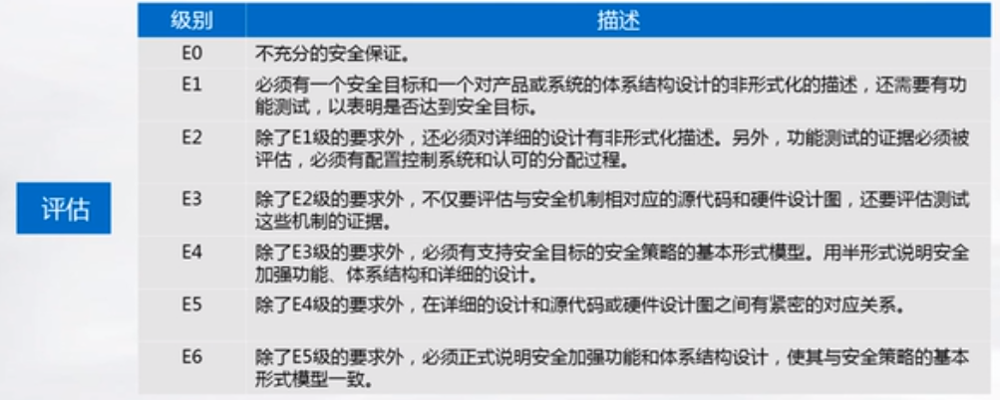 级别 描述
E0 不充分的安全保证。
E1 必须有一个安全目标和一个对产品或系统的体系结构设计的非形式化的描述，还需要有功
能测试，以表明是否达到安全目标。
E2 除了E1级的要求外，还必须对详细的设计有非形式化描述。另外，功能测试的证据必须被
评估，必须有配置控制系统和认可的分配过程。
评估
E3 除了E2级的要求外，不仅要评估与安全机制相对应的源代码和硬件设计图，还要评估测试
这些机制的证据。
E4 除了E3级的要求外，必须有支持安全目标的安全策略的基本形式模型。用半形式说明安全
加强功能、体系结构和详细的设计。
E5 除了E4级的要求外，在详细的设计和源代码或硬件设计图之间有紧密的对应关系。
E6 除了E5级的要求外，必须正式说明安全加强功能和体系结构设计，使其与安全策略的基本
形式模型一致。